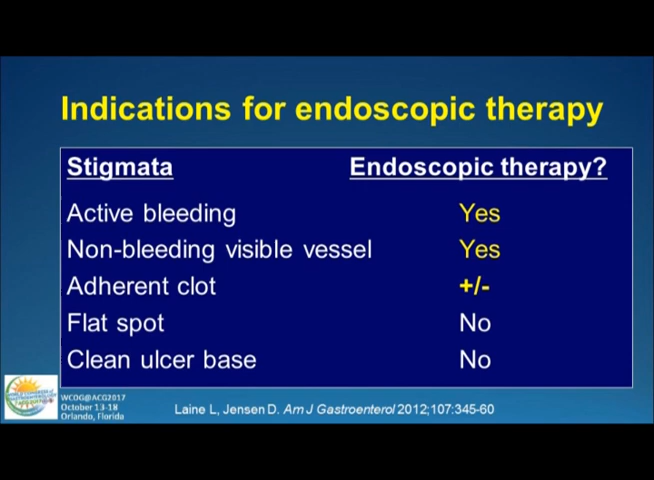 Indications for endoscopic therapy
Stigmata Endoscopic therapy?
Active bleeding Yes
Non-bleeding visible vessel Yes
Adherent clot +/-
Flat spot No
Clean ulcer base No
WCOG@ACG2017
October 13-18
Orlando, Florida
Laine L, Jensen D. Am J Gastroenterol 2012;107:345-60